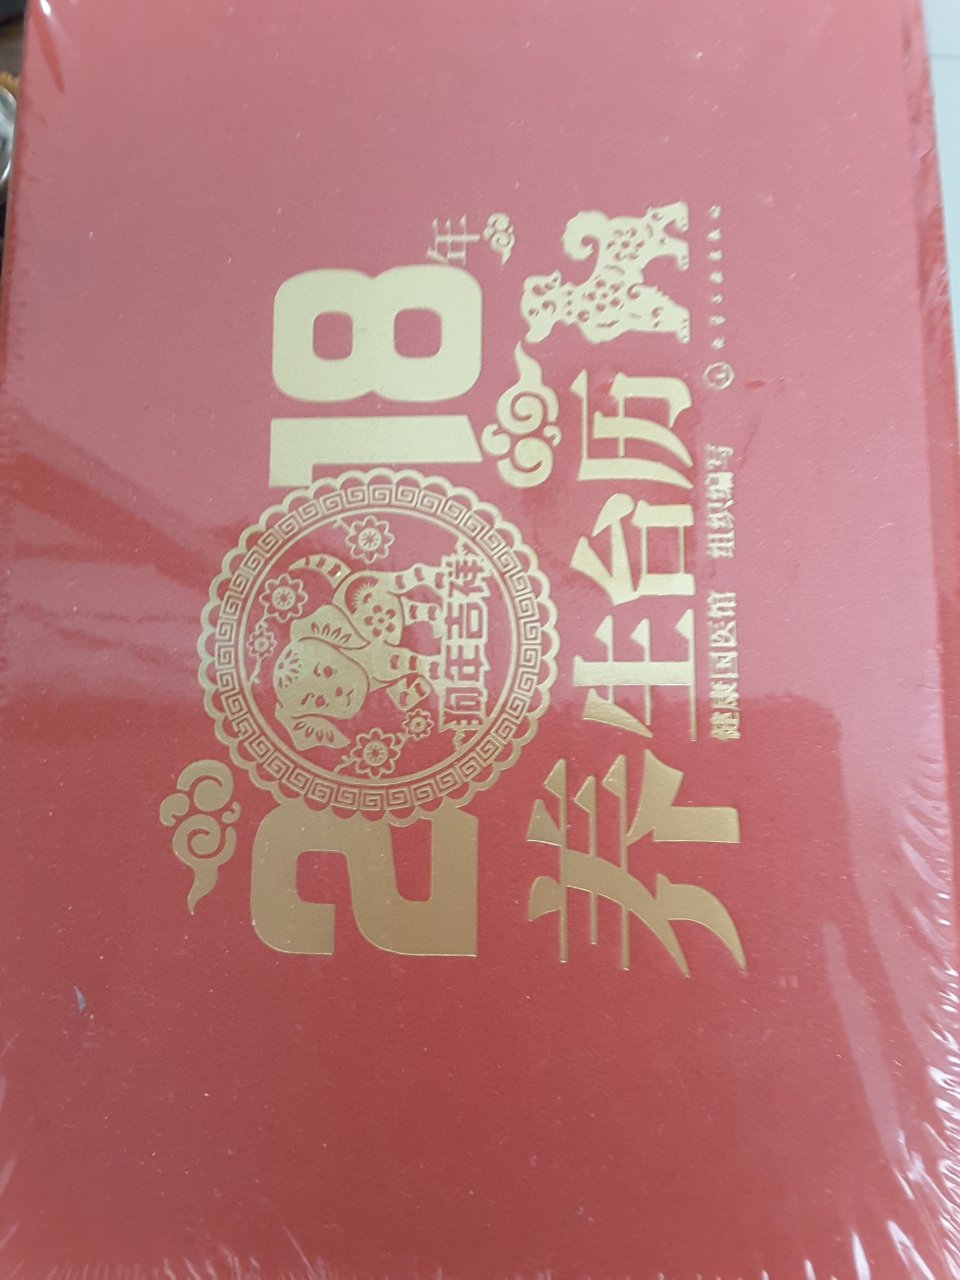 2018年
狗年吉祥
养生台历
健康国医馆 组织编写